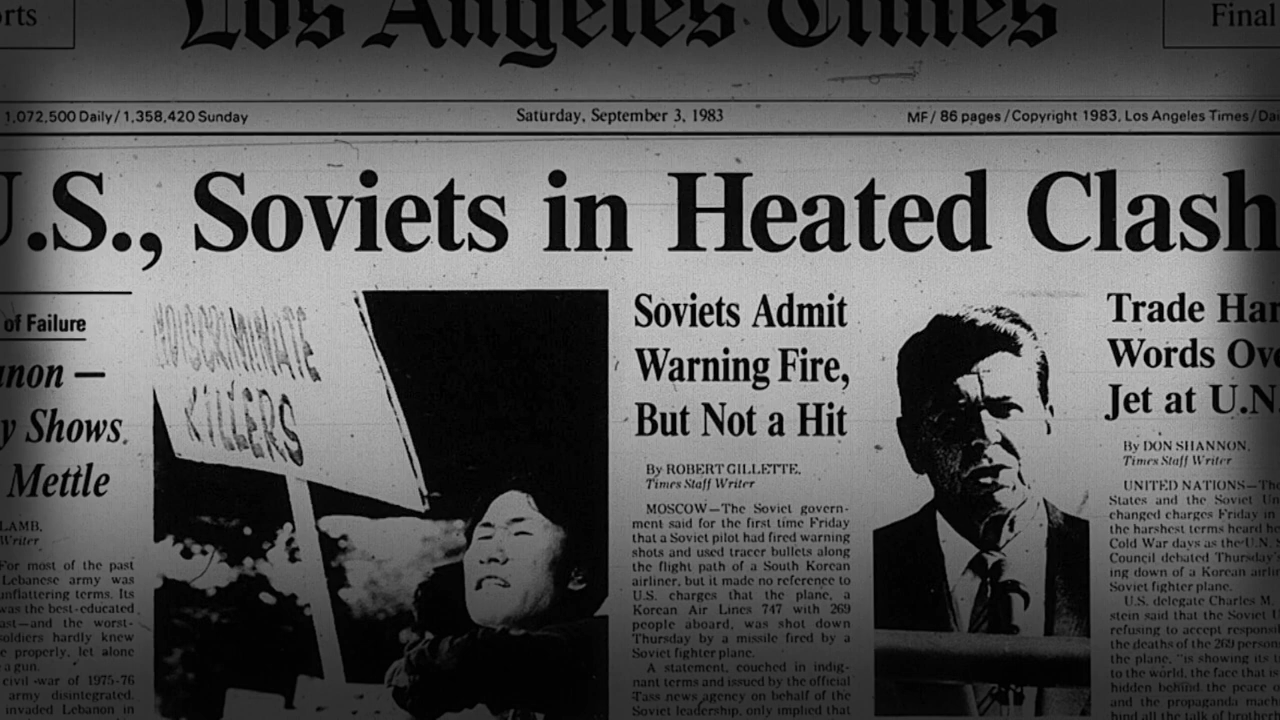 orts
Los Angeles Times
Final
1,072,500 Daily / 1,358,420 Sunday
Saturday, September 3, 1983
MF / 86 pages / Copyright 1983, Los Angeles Times / Da
U.S., Soviets in Heated Clash
of Failure
anon —
y Shows
Mettle
LAMB,
Writer
For most of the past
Lebanese army was
unflattering terms. Its
was the best-educated
ast—and the worst-
soldiers hardly knew
e properly, let alone
a gun.
civil war of 1975-76
army disintegrated.
invaded Lebanon in
KILLERS
Soviets Admit
Warning Fire,
But Not a Hit
By ROBERT GILLETTE,
Times Staff Writer
MOSCOW—The Soviet govern-
ment said for the first time Friday
that a Soviet pilot had fired warning
shots and used tracer bullets along
the flight path of a South Korean
airliner, but it made no reference to
U.S. charges that the plane, a
Korean Air Lines 747 with 269
people aboard, was shot down
Thursday by a missile fired by a
Soviet fighter plane.
A statement, couched in indig-
nant terms and issued by the official
Tass news agency on behalf of the
Soviet leadership, only implied that
Trade Har
Words Ove
Jet at U.N
By DON SHANNON,
Times Staff Writer
UNITED NATIONS—The
States and the Soviet Un
changed charges Friday in
the harshest terms heard he
Cold War days as the U.N. S
Council debated Thursday'
ing down of a Korean airli
Soviet fighter plane.
U.S. delegate Charles M.
stein said that the Soviet U
refusing to accept responsi
the deaths of the 269 person
the plane, "is showing its t
to the world, the face that is
hidden behind the peace o
and the propaganda mach
hind all the talk of brother